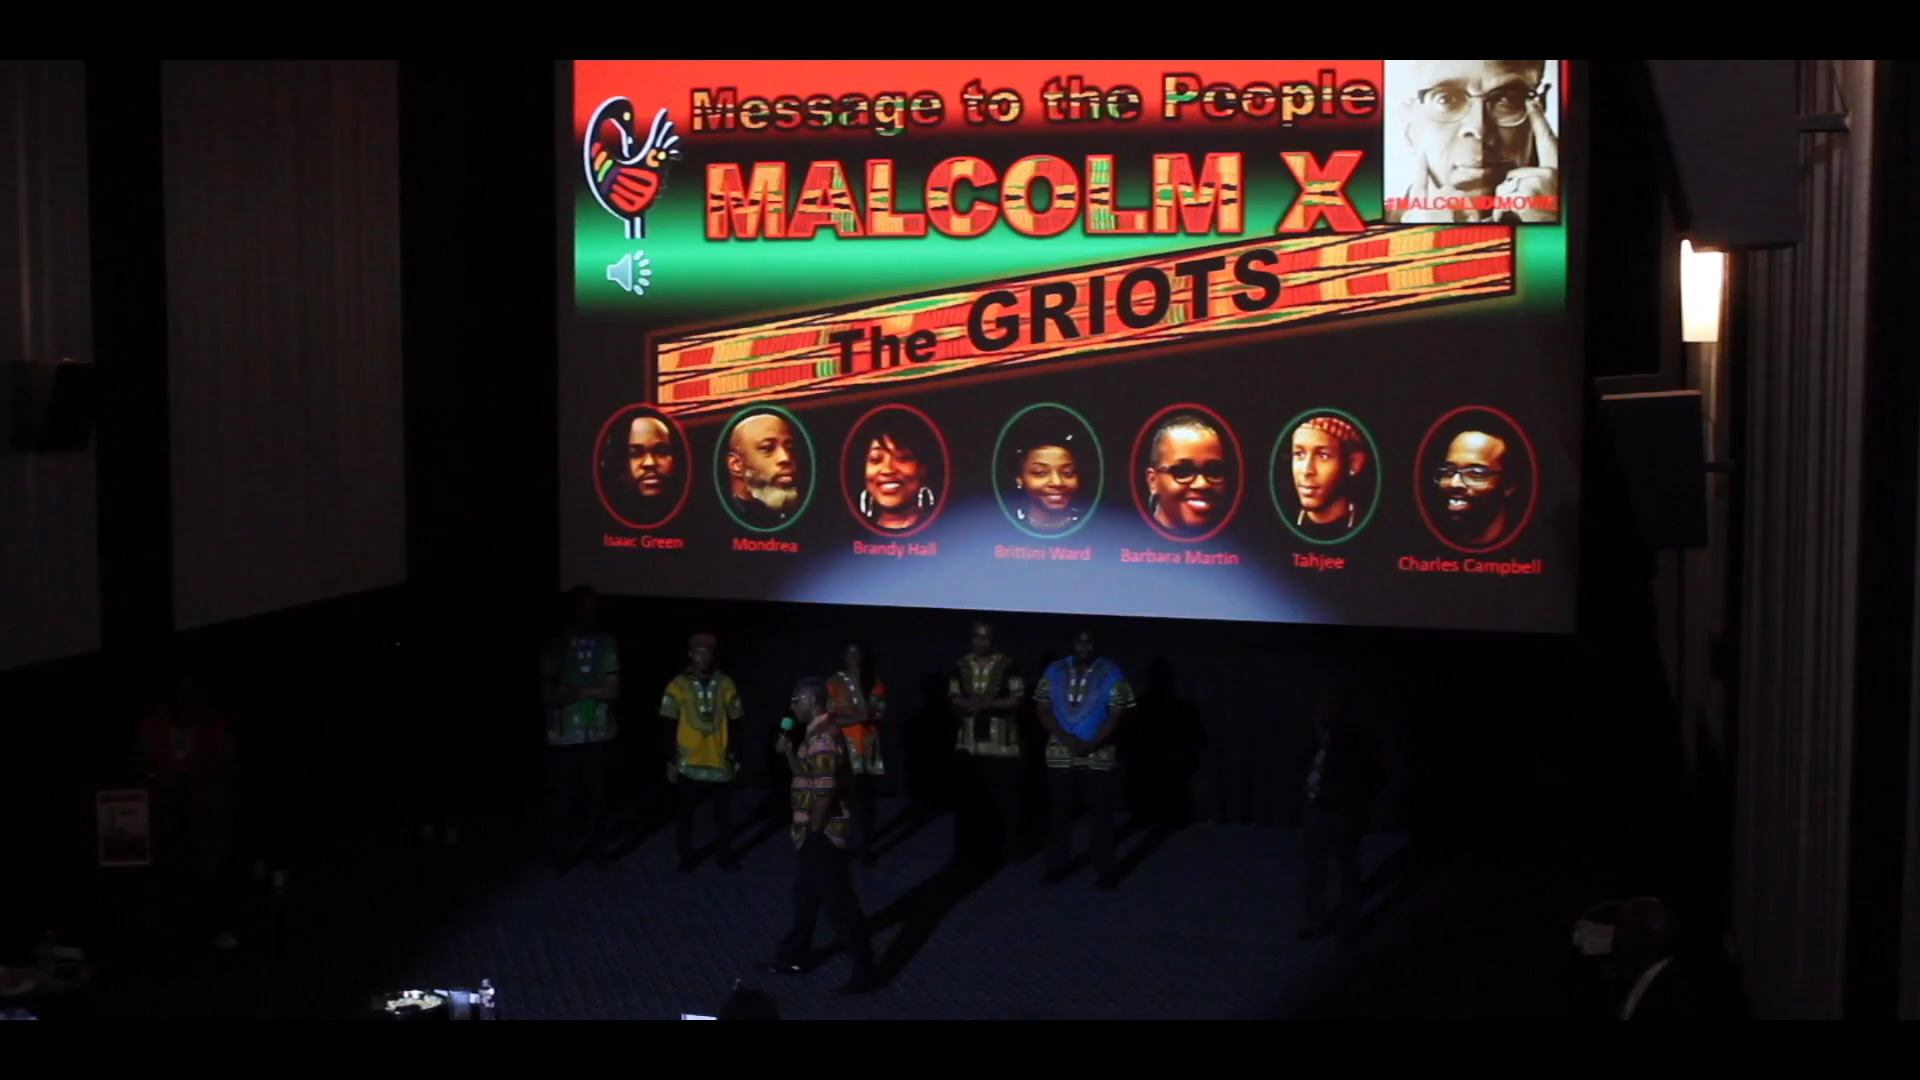 Message to the People
MALCOLM X
#MALCOLMXMOVIE
The GRIOTS
Isaac Green
Mondrea
Brandy Hall
Brittini Ward
Barbara Martin
Tahjee
Charles Campbell